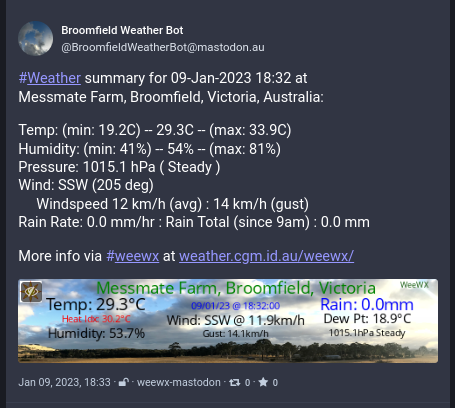 Broomfield Weather Bot
@BroomfieldWeatherBot@mastodon.au
#Weather summary for 09-Jan-2023 18:32 at
Messmate Farm, Broomfield, Victoria, Australia:
Temp: (min: 19.2C) -- 29.3C -- (max: 33.9C)
Humidity: (min: 41%) -- 54% -- (max: 81%)
Pressure: 1015.1 hPa ( Steady )
Wind: SSW (205 deg)
Windspeed 12 km/h (avg) : 14 km/h (gust)
Rain Rate: 0.0 mm/hr : Rain Total (since 9am) : 0.0 mm
More info via #weewx at weather.cgm.id.au/weewx/
Messmate Farm, Broomfield, Victoria
WeeWX
Temp: 29.3°C
09/01/23 @ 18:32:00
Rain: 0.0mm
Heat Idx: 30.2°C
Wind: SSW @ 11.9km/h
Dew Pt: 18.9°C
Humidity: 53.7%
Gust: 14.1km/h
1015.1hPa Steady
Jan 09, 2023, 18:33 · · weewx-mastodon · 0 · 0